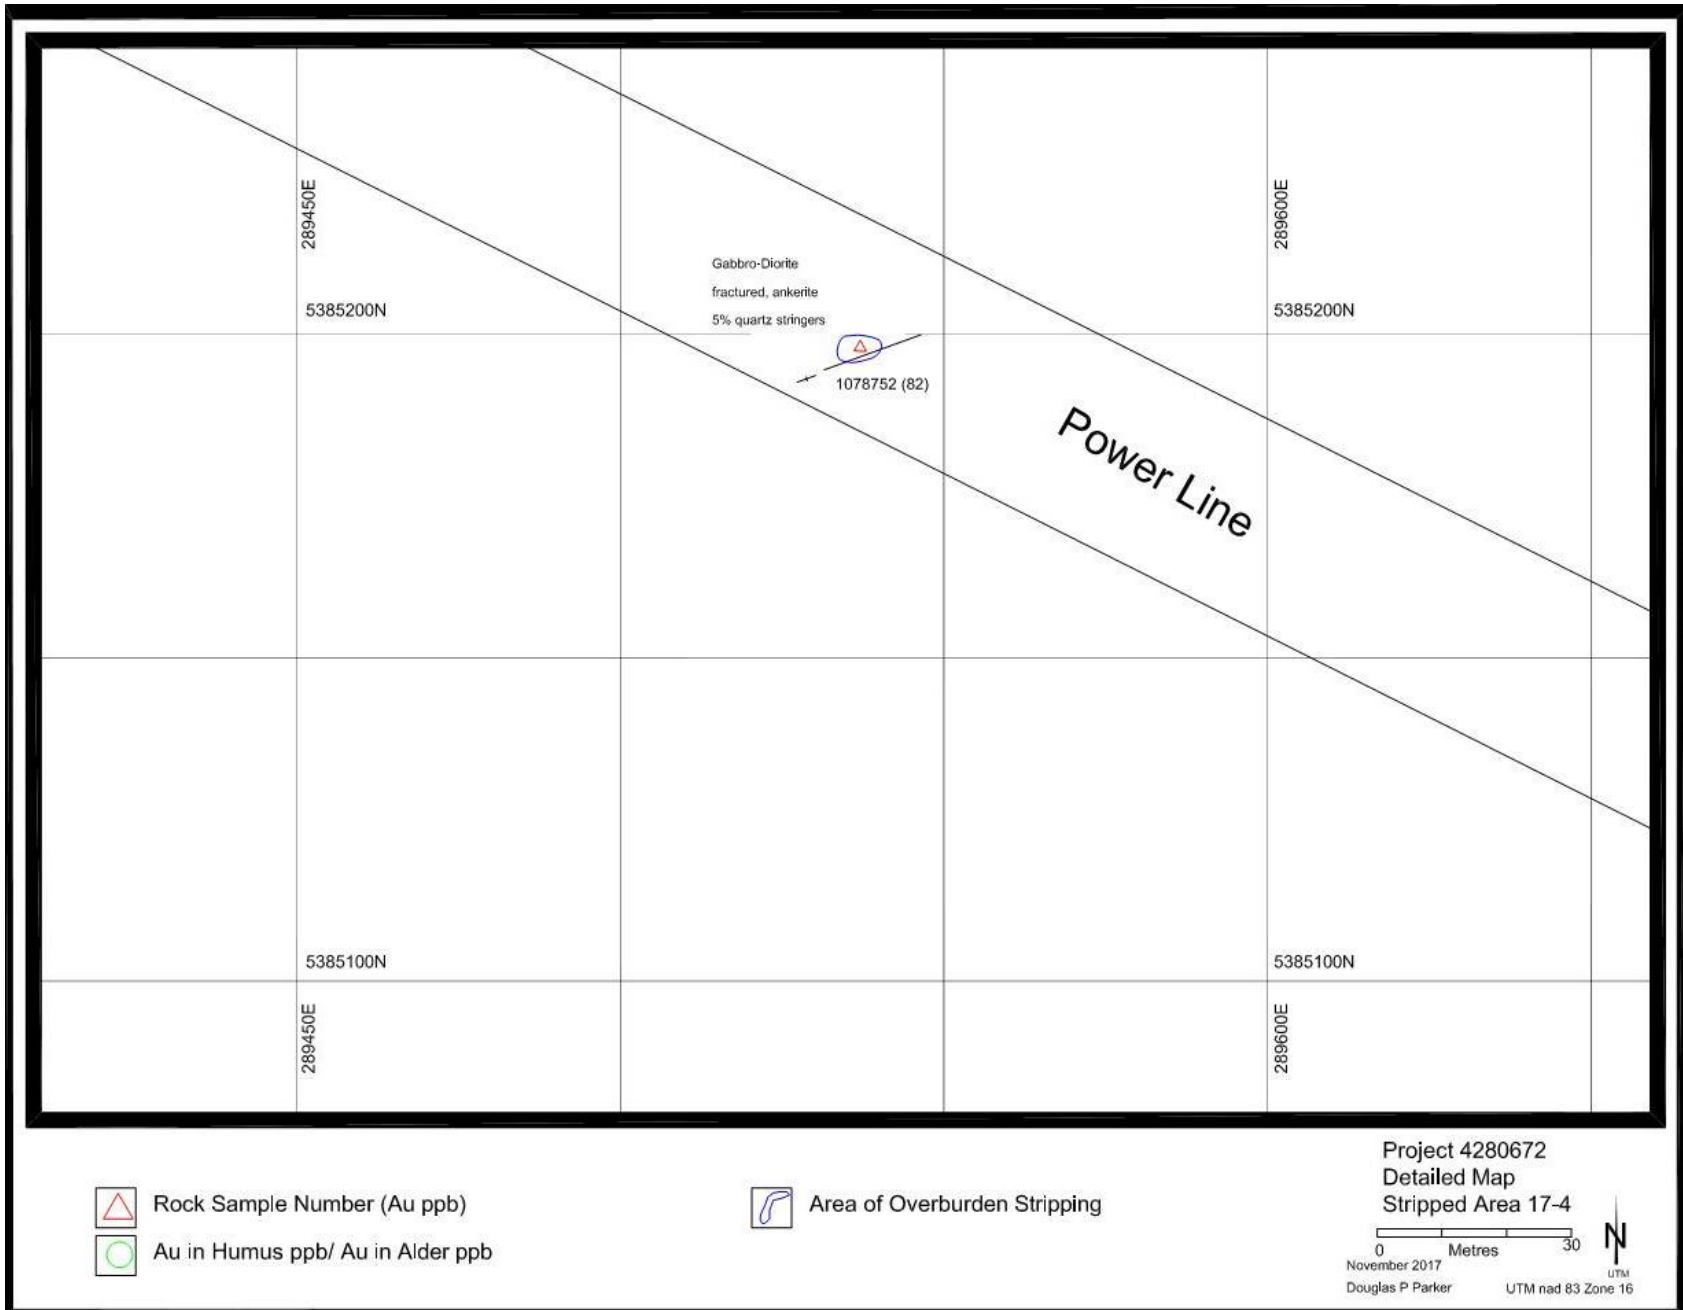 289450E
289600E
Gabbro-Diorite
fractured, ankerite
5% quartz stringers
5385200N
5385200N
1078752 (82)
Power Line
5385100N
5385100N
289450E
289600E
Rock Sample Number (Au ppb)
Au in Humus ppb/ Au in Alder ppb
Area of Overburden Stripping
Project 4280672
Detailed Map
Stripped Area 17-4
0 Metres 30
N
UTM
November 2017
Douglas P Parker UTM nad 83 Zone 16